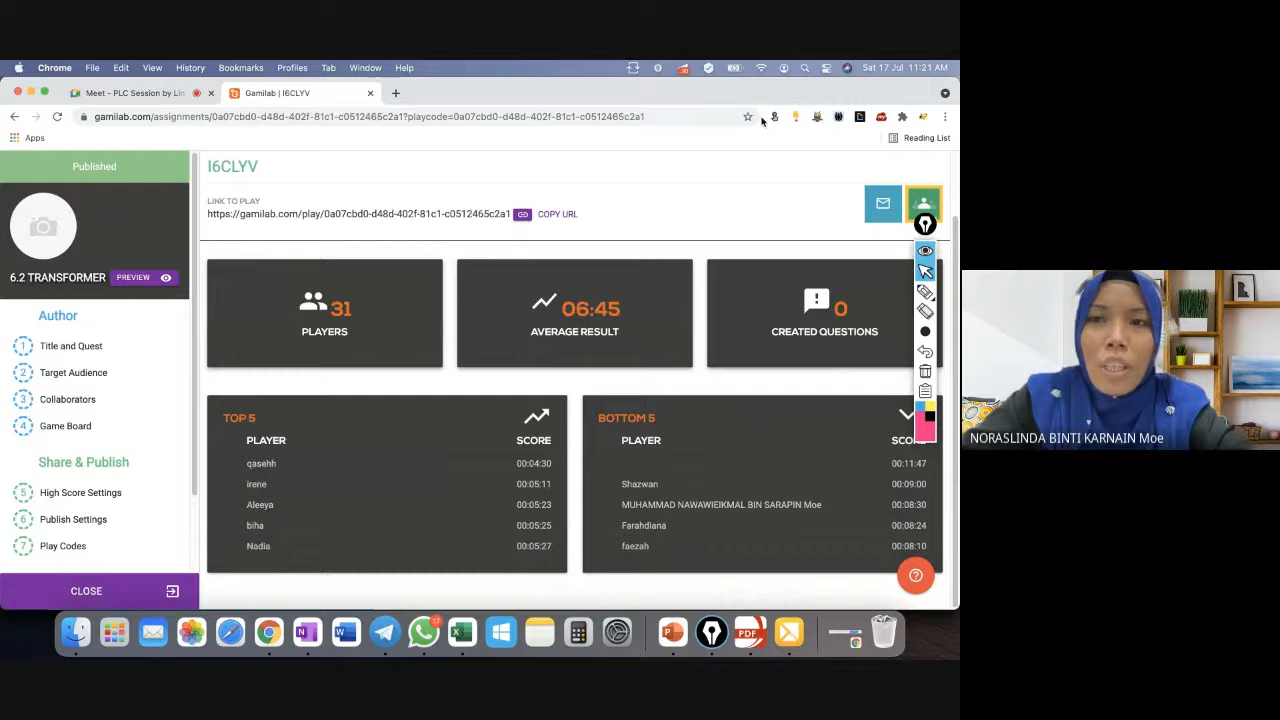 Chrome File Edit View History Bookmarks Profiles Tab Window Help Sat 17 Jul 11:21 AM
Meet - PLC Session by Lin Gamilab | I6CLYV
gamilab.com/assignments/0a07cbd0-d48d-402f-81c1-c0512465c2a1?playcode=0a07cbd0-d48d-402f-81c1-c0512465c2a1
Apps Reading List
Published
I6CLYV
LINK TO PLAY
https://gamilab.com/play/0a07cbd0-d48d-402f-81c1-c0512465c2a1 COPY URL
6.2 TRANSFORMER PREVIEW
Author
1 Title and Quest
2 Target Audience
3 Collaborators
4 Game Board
Share & Publish
5 High Score Settings
6 Publish Settings
7 Play Codes
CLOSE
31
PLAYERS
06:45
AVERAGE RESULT
0
CREATED QUESTIONS
TOP 5
PLAYER SCORE
qasehh 00:04:30
irene 00:05:11
Aleeya 00:05:23
biha 00:05:25
Nadia 00:05:27
BOTTOM 5
PLAYER SCO
00:11:47
Shazwan 00:09:00
MUHAMMAD NAWAWIEIKMAL BIN SARAPIN Moe 00:08:30
Farahdiana 00:08:24
faezah 00:08:10
17
PDF
NORASLINDA BINTI KARNAIN Moe